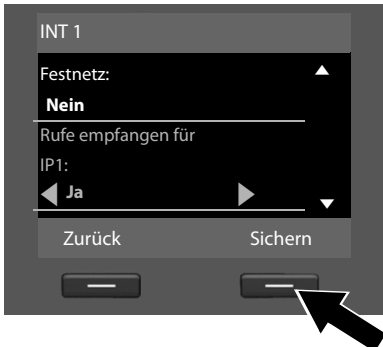 INT 1
Festnetz:
Nein
Rufe empfangen für
IP1:
Ja
Zurück Sichern